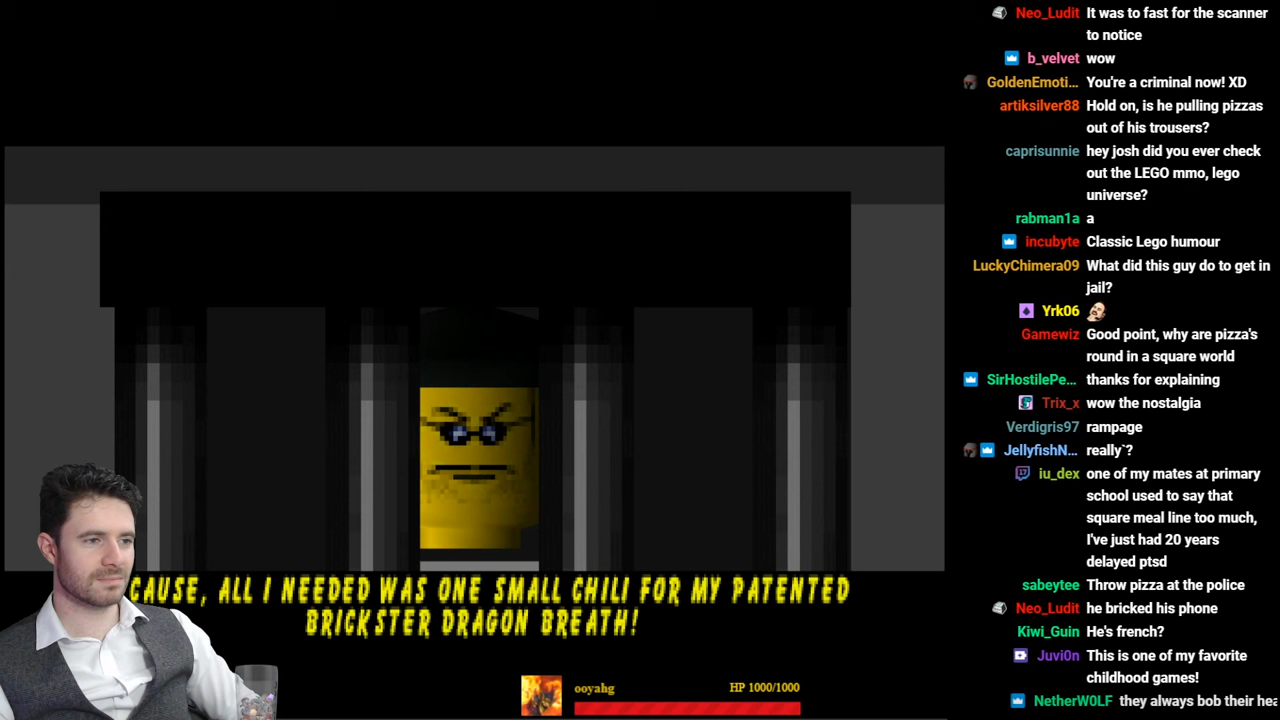 Neo_Ludit It was to fast for the scanner
to notice
b_velvet wow
GoldenEmoti... You're a criminal now! XD
artiksilver88 Hold on, is he pulling pizzas
out of his trousers?
caprisunnie hey josh did you ever check
out the LEGO mmo, lego
universe?
rabman1a a
incubyte Classic Lego humour
LuckyChimera09 What did this guy do to get in
jail?
Yrk06
Gamewiz Good point, why are pizza's
round in a square world
SirHostilePe... thanks for explaining
Trix_x wow the nostalgia
Verdigris97 rampage
JellyfishN... really`?
iu_dex one of my mates at primary
school used to say that
square meal line too much,
I've just had 20 years
delayed ptsd
sabeytee Throw pizza at the police
Neo_Ludit he bricked his phone
Kiwi_Guin He's french?
Juvi0n This is one of my favorite
childhood games!
NetherW0LF they always bob their hea
CAUSE, ALL I NEEDED WAS ONE SMALL CHILI FOR MY PATENTED
BRICKSTER DRAGON BREATH!
ooyahg HP 1000/1000